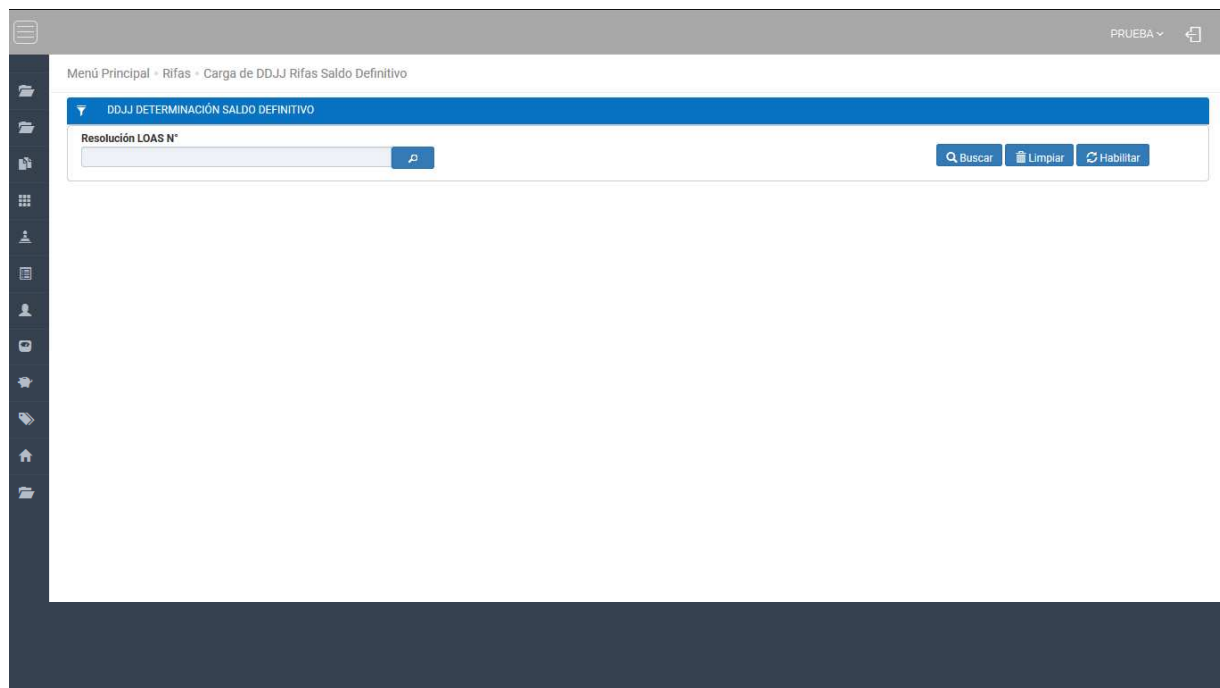 PRUEBA
Menú Principal • Rifas • Carga de DDJJ Rifas Saldo Definitivo
DDJJ DETERMINACIÓN SALDO DEFINITIVO
Resolución LOAS N°
Buscar Limpiar Habilitar